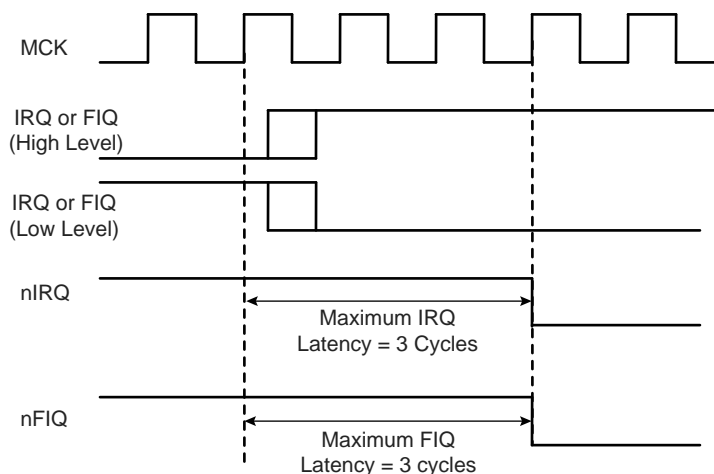 MCK
IRQ or FIQ
(High Level)
IRQ or FIQ
(Low Level)
nIRQ
Maximum IRQ
Latency = 3 Cycles
nFIQ
Maximum FIQ
Latency = 3 cycles